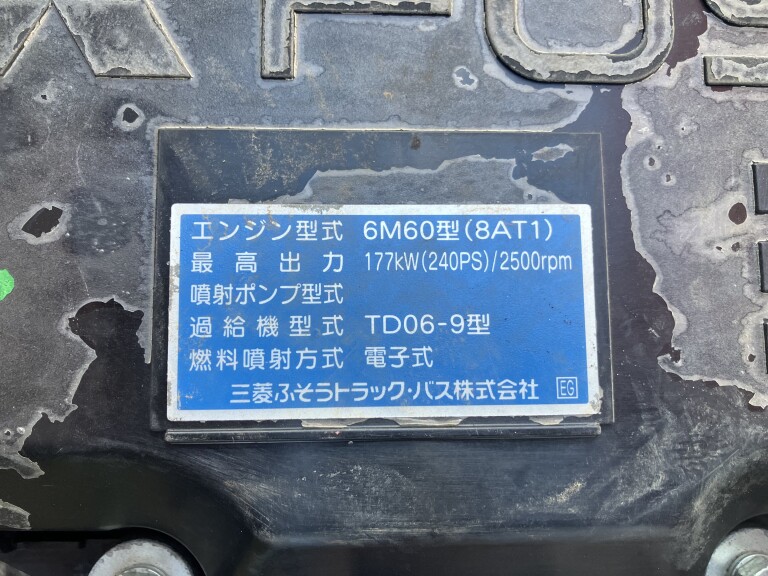 FUS
エンジン型式 6M60型(8AT1)
最高出力 177kW(240PS)/2500rpm
噴射ポンプ型式
過給機型式 TD06-9型
燃料噴射方式 電子式
三菱ふそうトラック・バス株式会社 EG